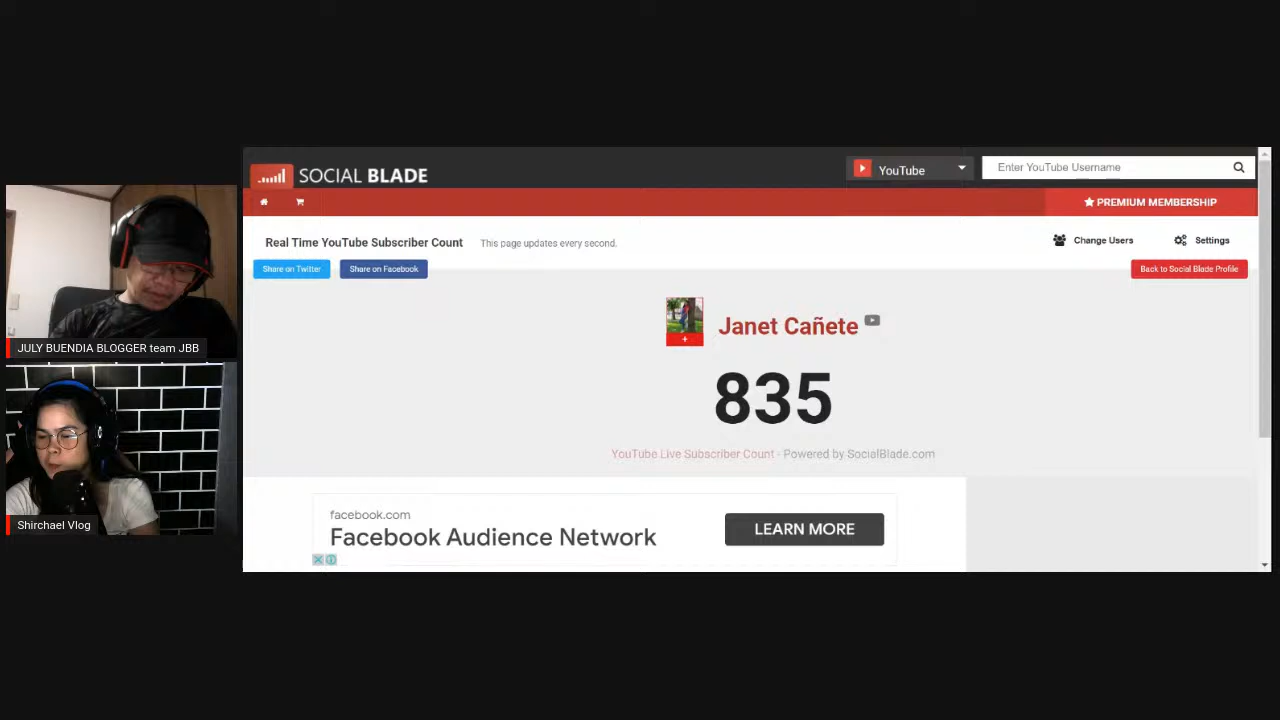 JULY BUENDIA BLOGGER team JBB
Shirchael Vlog
SOCIAL BLADE
YouTube
Enter YouTube Username
PREMIUM MEMBERSHIP
Real Time YouTube Subscriber Count
This page updates every second.
Change Users
Settings
Share on Twitter
Share on Facebook
Back to Social Blade Profile
Janet Cañete
835
YouTube Live Subscriber Count - Powered by SocialBlade.com
facebook.com
Facebook Audience Network
LEARN MORE